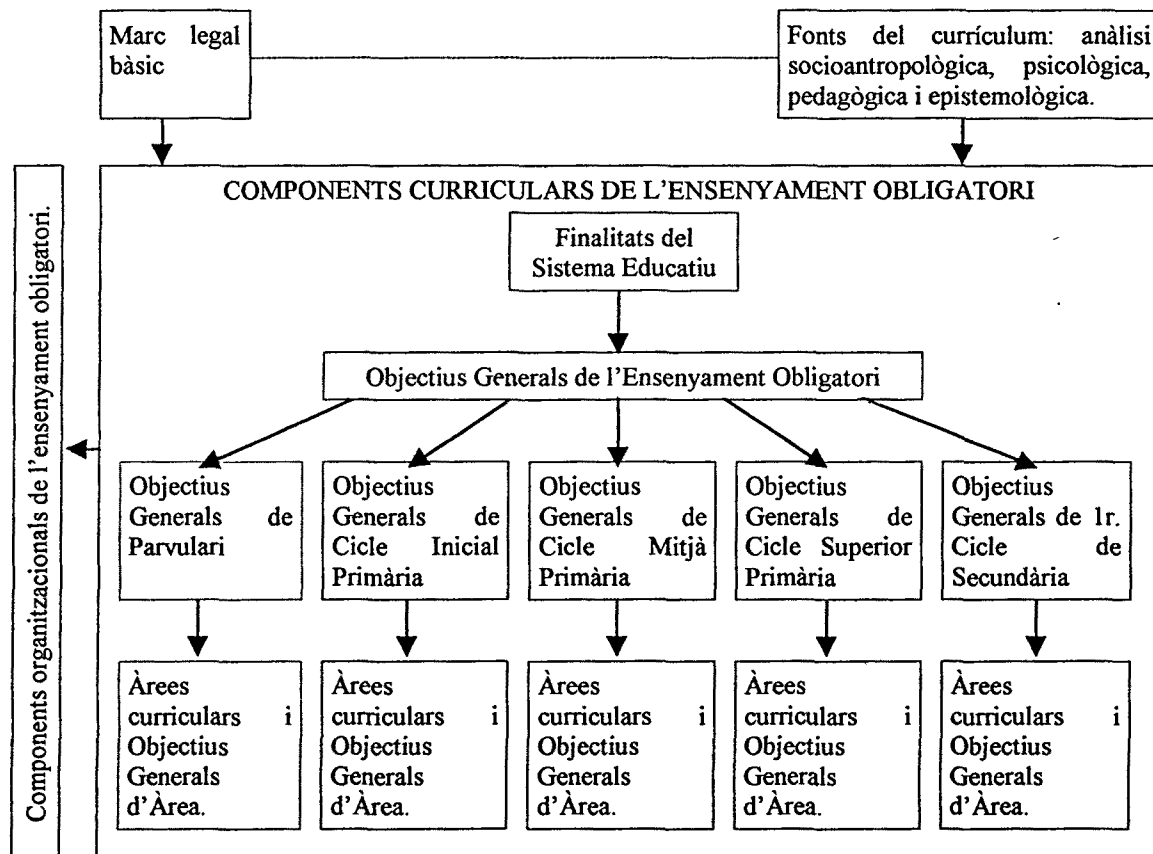 Marc legal
bàsic
Fonts del currículum: anàlisi
socioantropològica, psicològica,
pedagògica i epistemològica.
Components organitzacionals de l’ensenyament obligatori.
COMPONENTS CURRICULARS DE L’ENSENYAMENT OBLIGATORI
Finalitats del
Sistema Educatiu
Objectius Generals de l’Ensenyament Obligatori
Objectius
Generals de
Parvulari
Objectius
Generals de
Cicle Inicial
Primària
Objectius
Generals de
Cicle Mitjà
Primària
Objectius
Generals de
Cicle Superior
Primària
Objectius
Generals de 1r.
Cicle de
Secundària
Àrees
curriculars i
Objectius
Generals
d’Àrea.
Àrees
curriculars i
Objectius
Generals
d’Àrea.
Àrees
curriculars i
Objectius
Generals
d’Àrea.
Àrees
curriculars i
Objectius
Generals
d’Àrea.
Àrees
curriculars i
Objectius
Generals
d’Àrea.